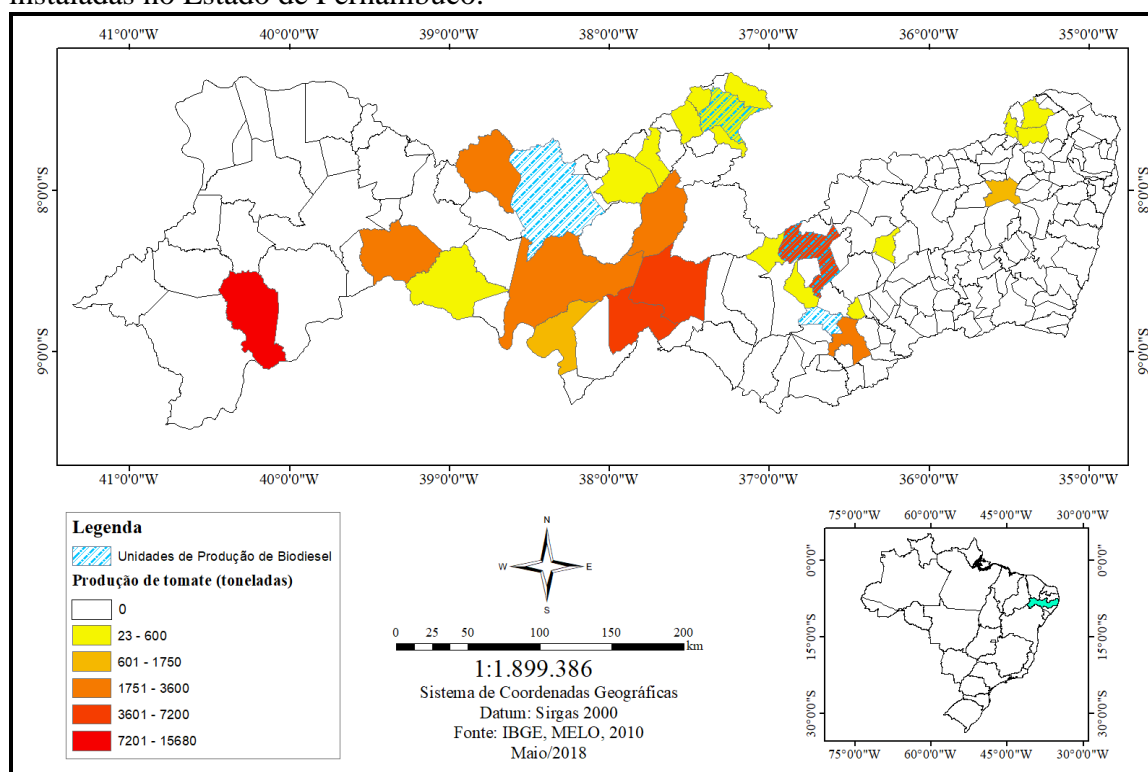 instaladas no Estado de Pernambuco.
41°0'0"W 40°0'0"W 39°0'0"W 38°0'0"W 37°0'0"W 36°0'0"W 35°0'0"W
8°0'0"S 8°0'0"S
9°0'0"S 9°0'0"S
41°0'0"W 40°0'0"W 39°0'0"W 38°0'0"W 37°0'0"W 36°0'0"W 35°0'0"W
Legenda
Unidades de Produção de Biodiesel
Produção de tomate (toneladas)
0
23 - 600
601 - 1750
1751 - 3600
3601 - 7200
7201 - 15680
N
W E
S
0 25 50 100 150 200
km
1:1.899.386
Sistema de Coordenadas Geográficas
Datum: Sirgas 2000
Fonte: IBGE, MELO, 2010
Maio/2018
75°0'0"W 60°0'0"W 45°0'0"W 30°0'0"W
0°0'0" 0°0'0"
15°0'0"S 15°0'0"S
30°0'0"S 30°0'0"S
75°0'0"W 60°0'0"W 45°0'0"W 30°0'0"W